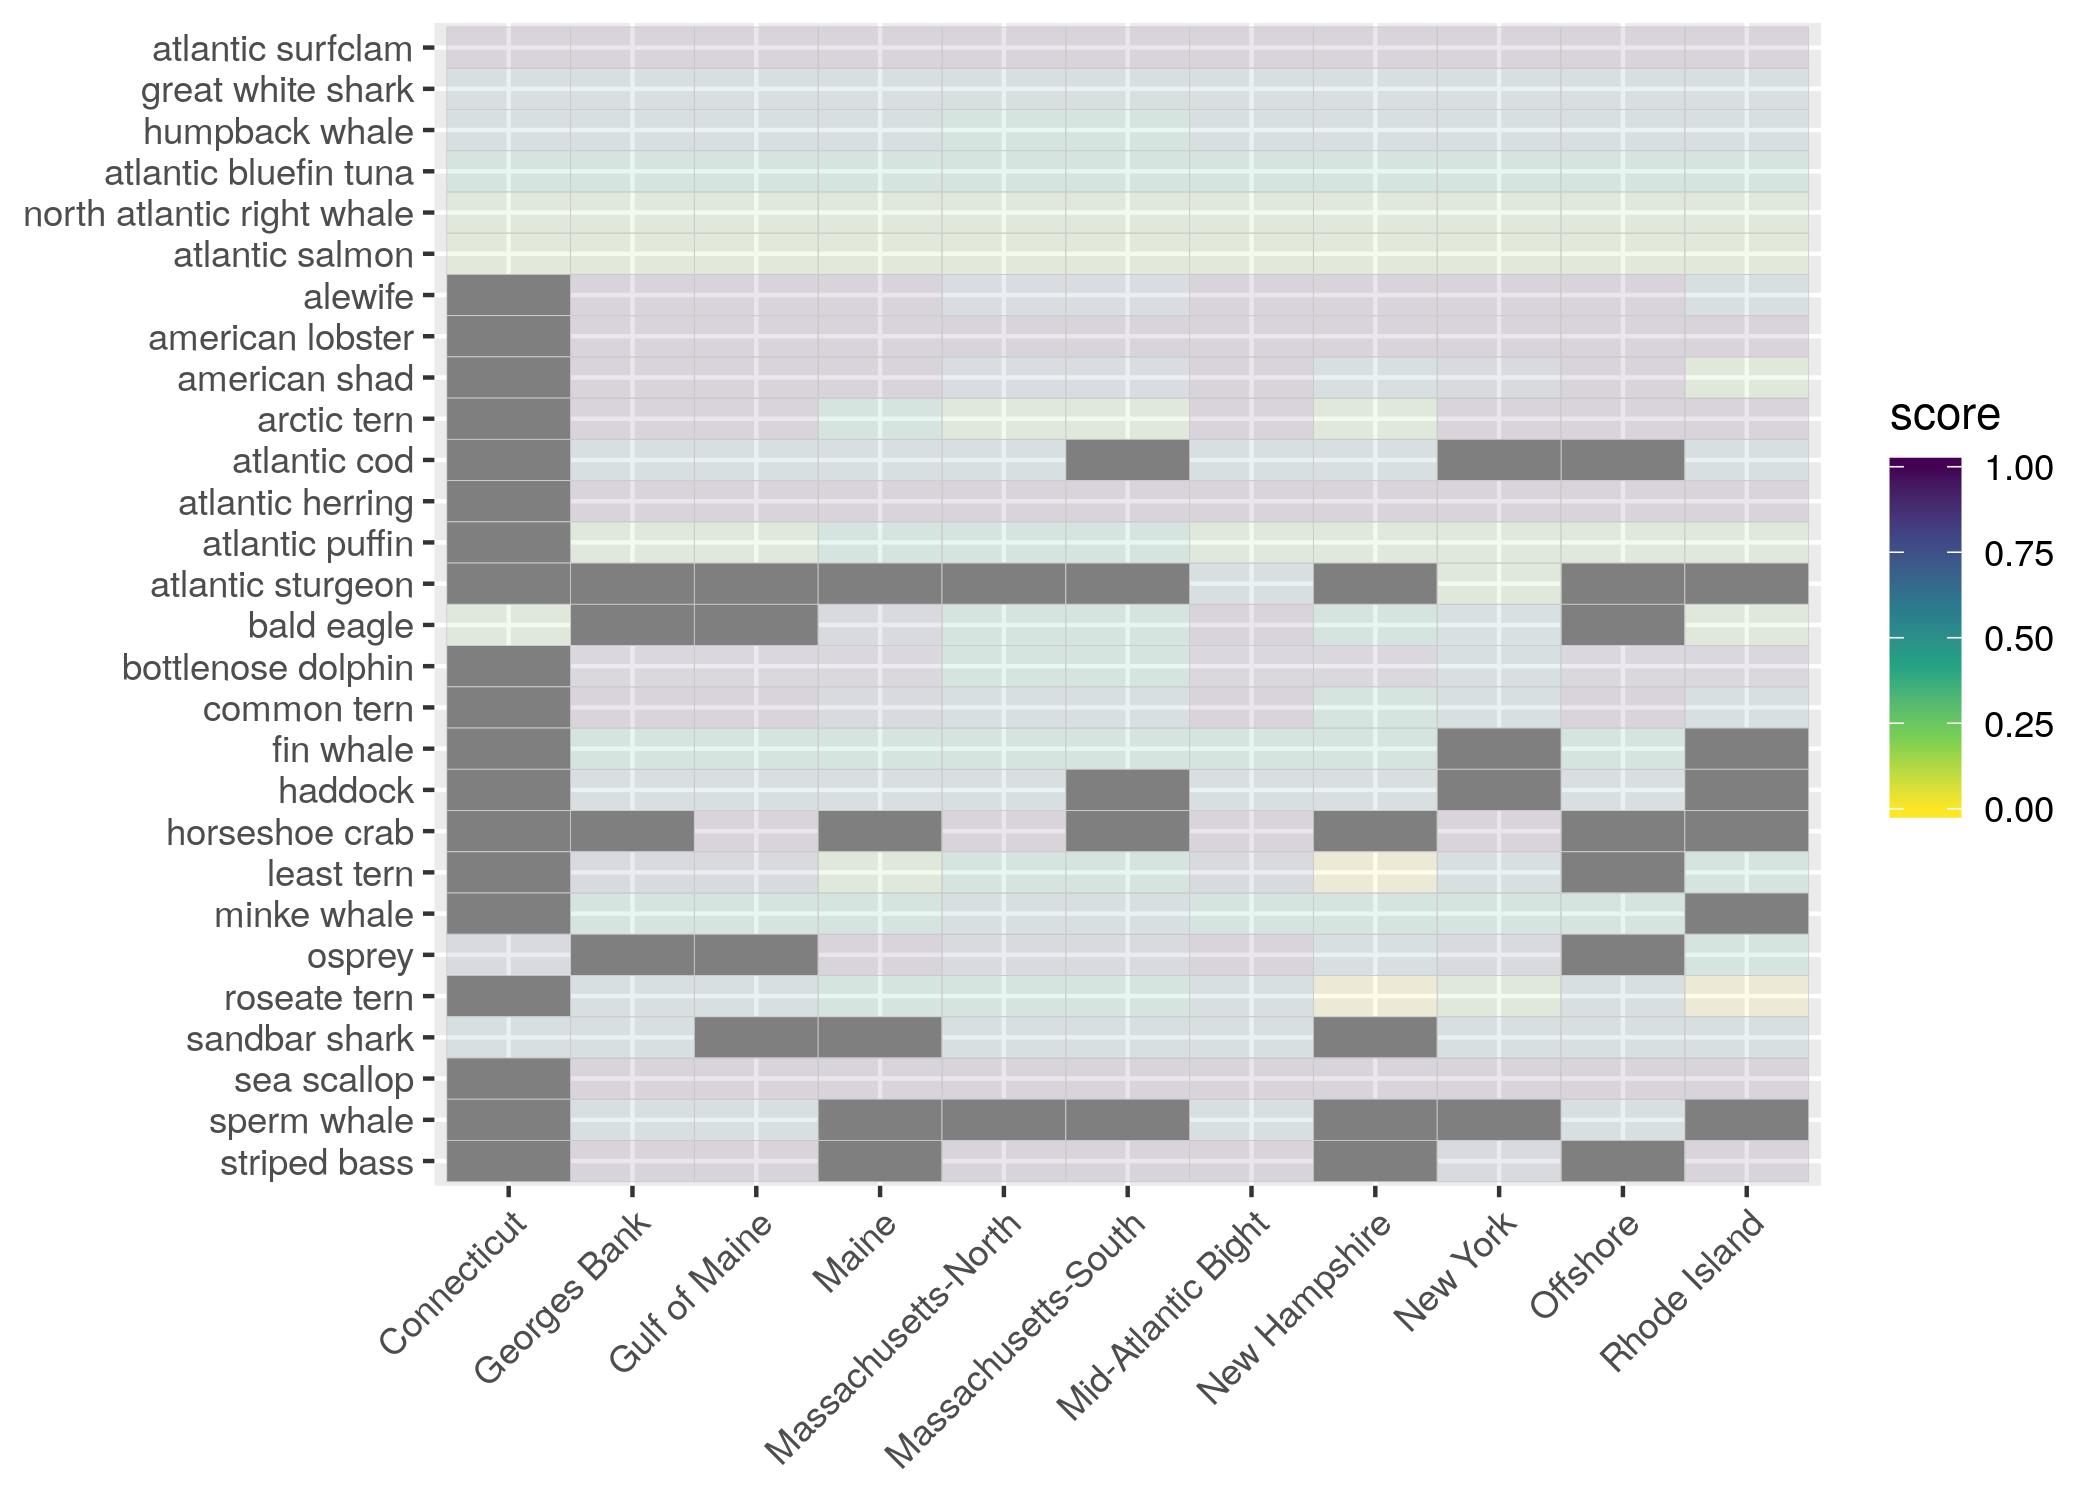 atlantic surfclam
great white shark
humpback whale
atlantic bluefin tuna
north atlantic right whale
atlantic salmon
alewife
american lobster
american shad
arctic tern
atlantic cod
atlantic herring
atlantic puffin
atlantic sturgeon
bald eagle
bottlenose dolphin
common tern
fin whale
haddock
horseshoe crab
least tern
minke whale
osprey
roseate tern
sandbar shark
sea scallop
sperm whale
striped bass
Connecticut
Georges Bank
Gulf of Maine
Maine
Massachusetts-North
Massachusetts-South
Mid-Atlantic Bight
New Hampshire
New York
Offshore
Rhode Island
score
1.00
0.75
0.50
0.25
0.00